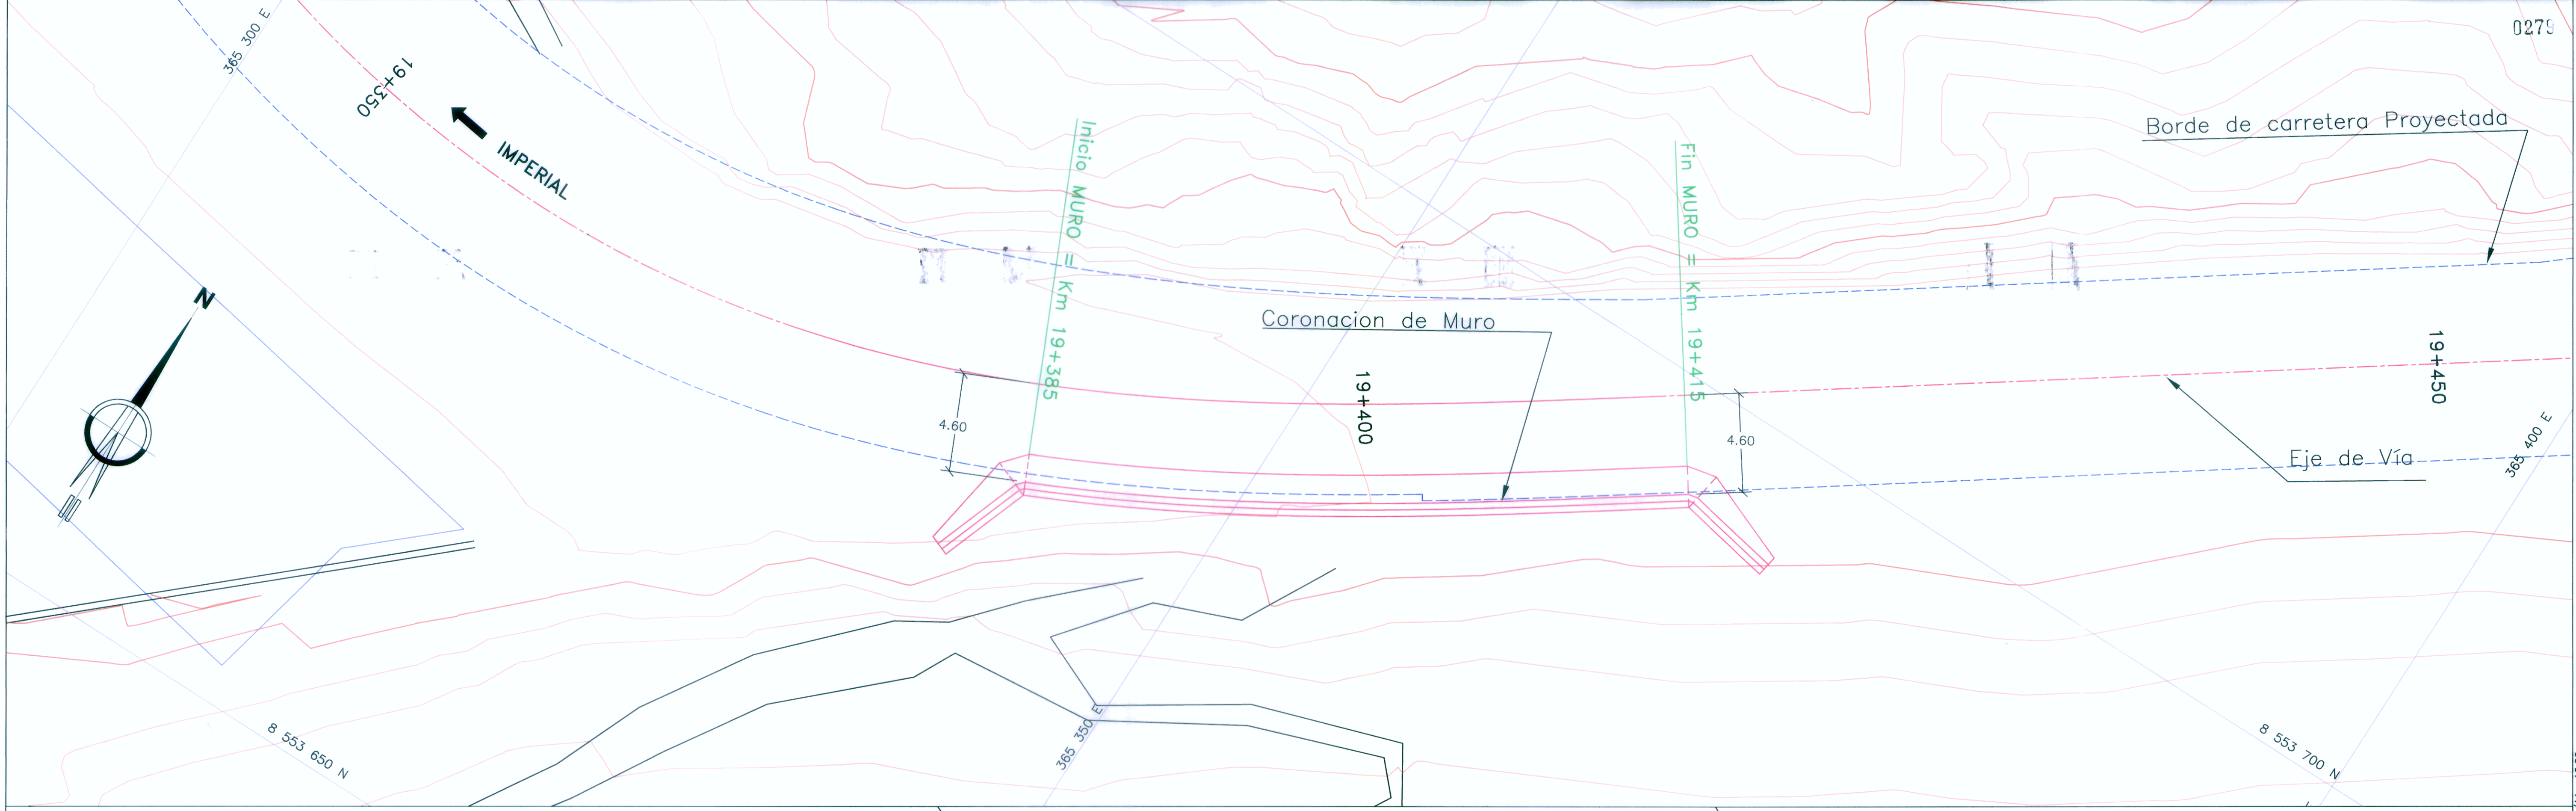 0279
365 300 E
19+350
IMPERIAL
N
Inicio MURO = Km 19+385
Fin MURO = Km 19+415
Borde de carretera Proyectada
Coronacion de Muro
19+400
19+450
4.60
4.60
Eje de Vía
365 400 E
365 350 E
8 553 650 N
8 553 700 N